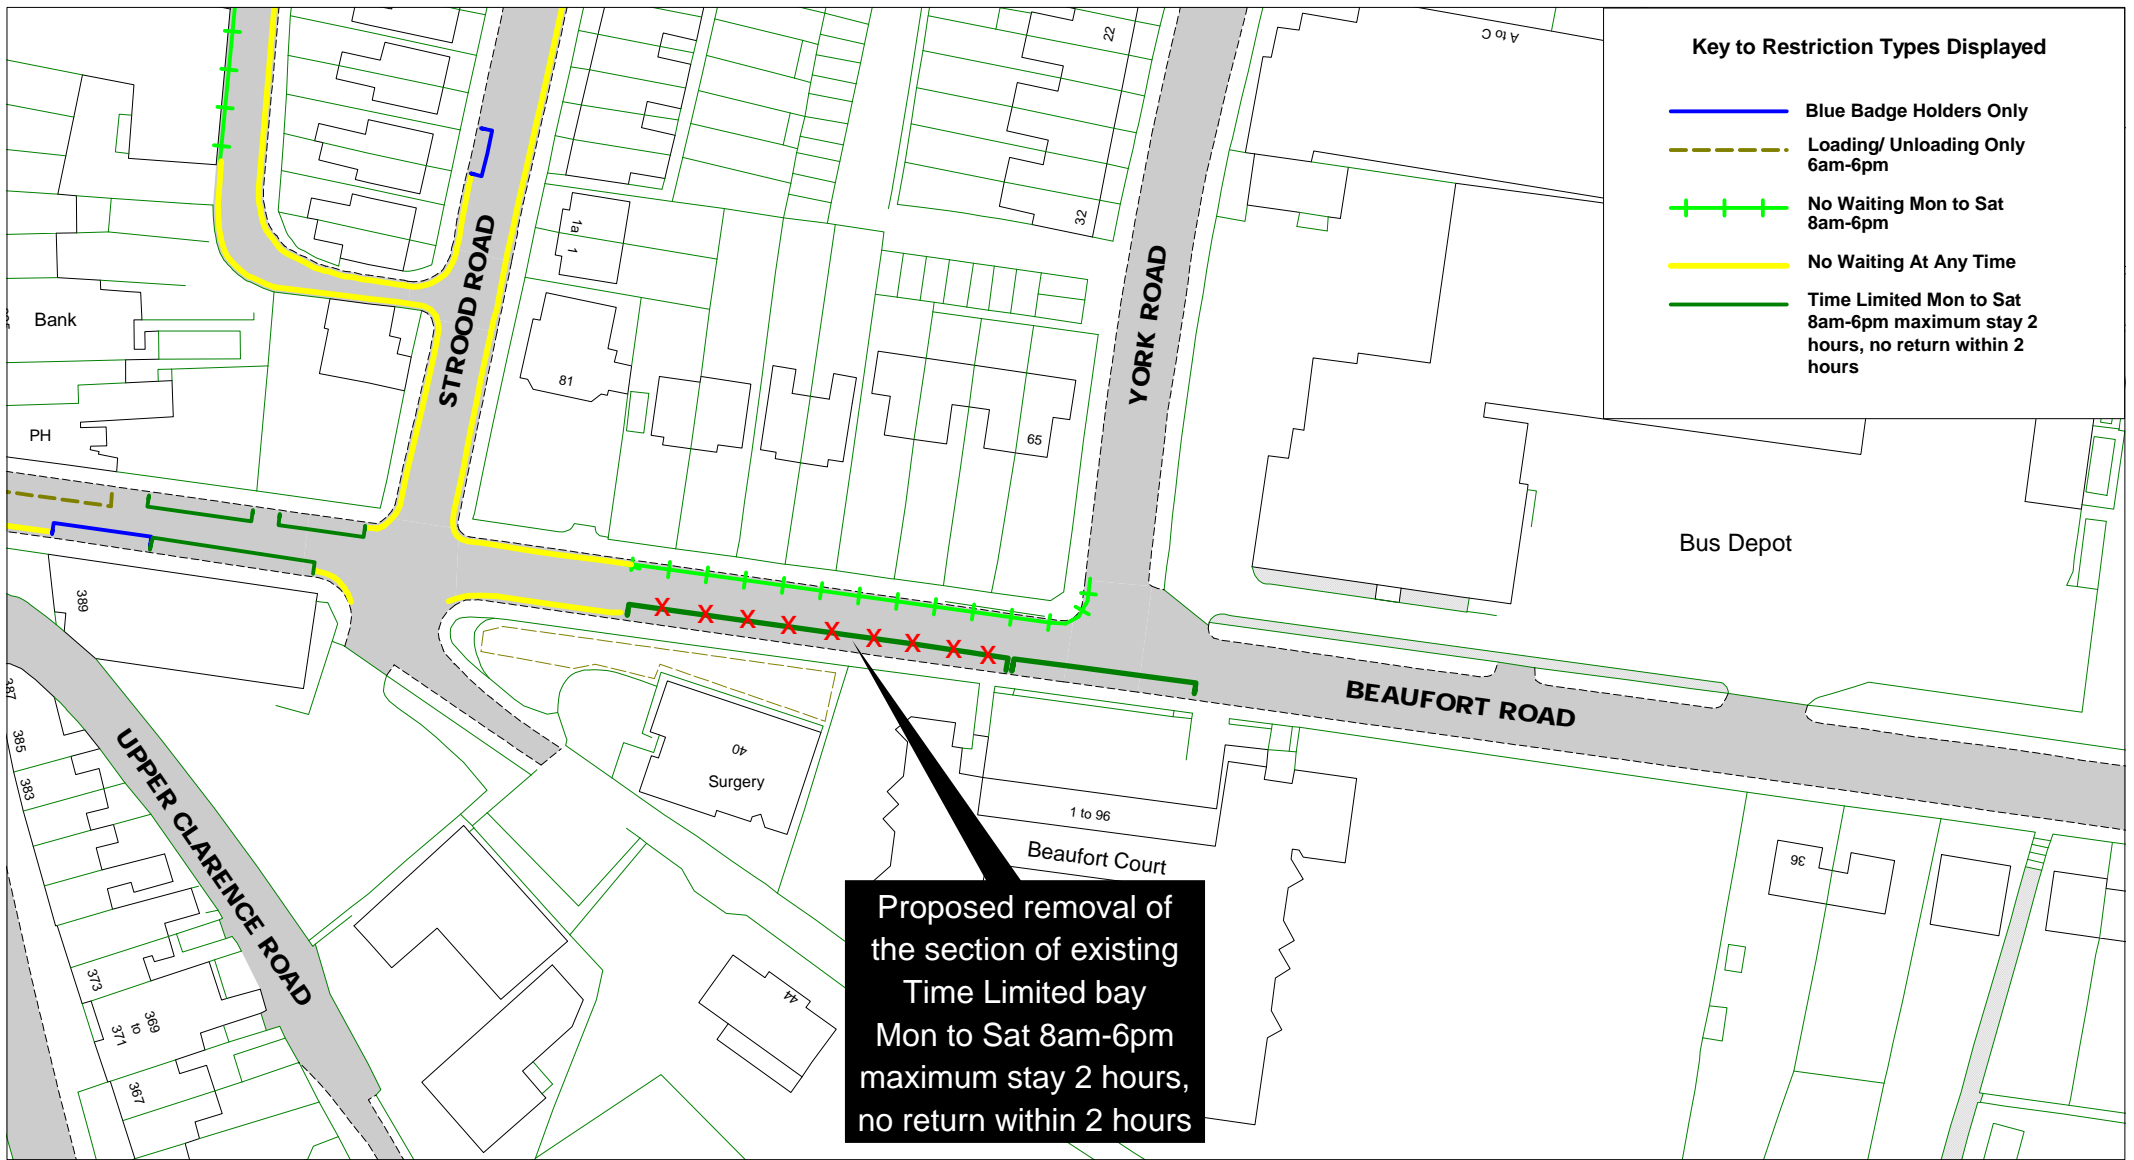 Key to Restriction Types Displayed
Blue Badge Holders Only
Loading/ Unloading Only
6am-6pm
No Waiting Mon to Sat
8am-6pm
No Waiting At Any Time
Time Limited Mon to Sat
8am-6pm maximum stay 2
hours, no return within 2
hours
A to C
22
32
1a
1
STROOD ROAD
YORK ROAD
Bank
81
65
PH
Bus Depot
389
BEAUFORT ROAD
387
385
383
UPPER CLARENCE ROAD
40
Surgery
1 to 96
Beaufort Court
36
373
369
to
371
367
44
Proposed removal of
the section of existing
Time Limited bay
Mon to Sat 8am-6pm
maximum stay 2 hours,
no return within 2 hours
X X X X X X X X X